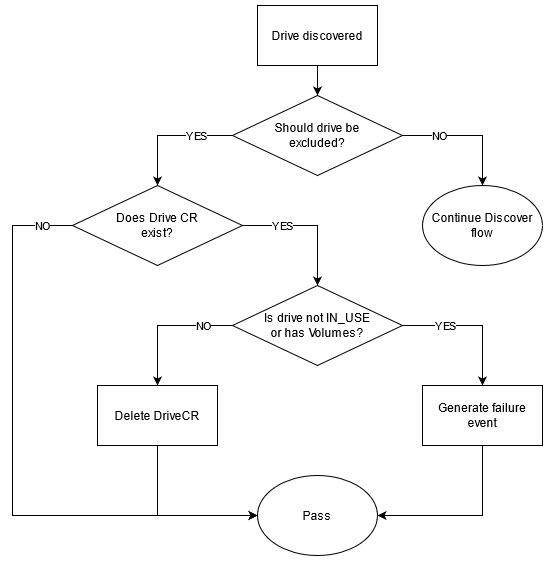 Drive discovered
Should drive be
excluded?
YES
NO
Does Drive CR
exist?
Continue Discover
flow
NO
YES
Is drive not IN_USE
or has Volumes?
NO
YES
Delete DriveCR
Generate failure
event
Pass